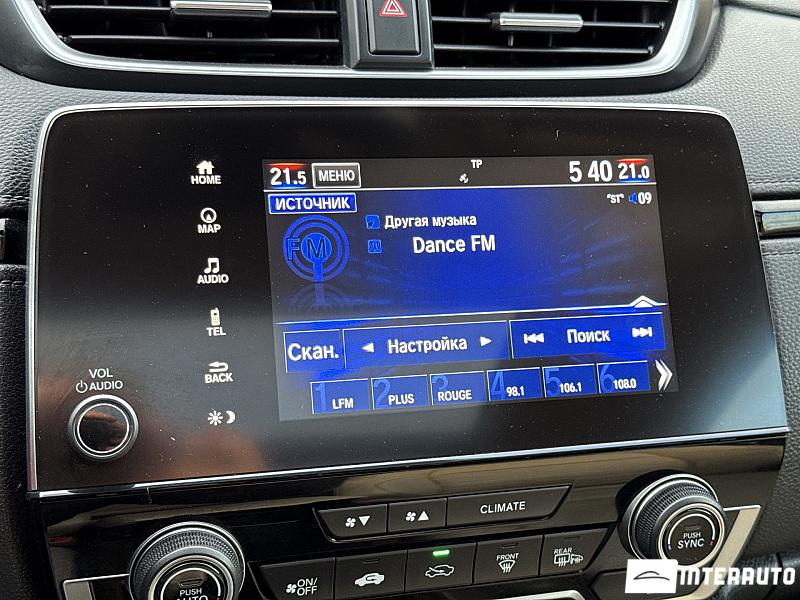 HOME
MAP
AUDIO
TEL
BACK
VOL
AUDIO
21.5 МЕНЮ TP 5 40 21.0
ИСТОЧНИК "ST" 09
FM Другая музыка
Dance FM
Скан. Настройка Поиск
1 LFM 2 PLUS 3 ROUGE 4 98.1 5 106.1 6 108.0
CLIMATE
ON/OFF
FRONT
REAR
PUSH AUTO
PUSH SYNC
INTERAUTO